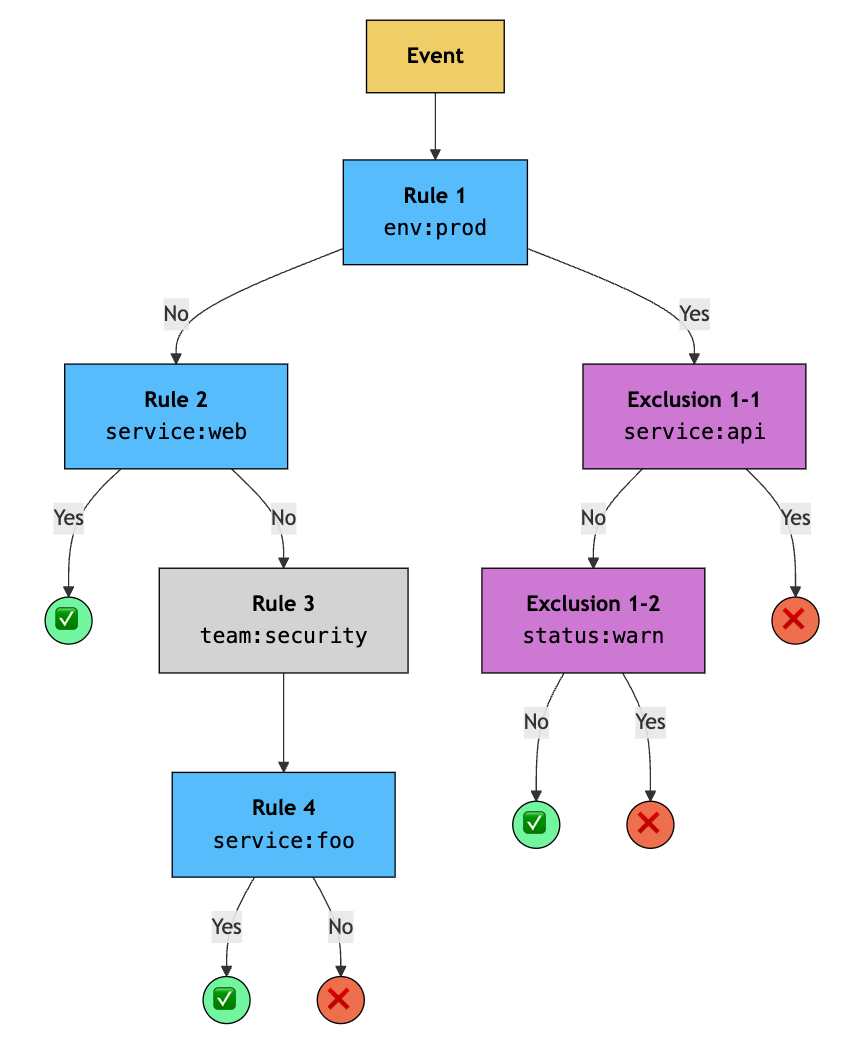 Event
Rule 1
env:prod
No
Yes
Rule 2
service:web
Exclusion 1-1
service:api
Yes
No
No
Yes
Rule 3
team:security
Exclusion 1-2
status:warn
No
Yes
Rule 4
service:foo
Yes
No